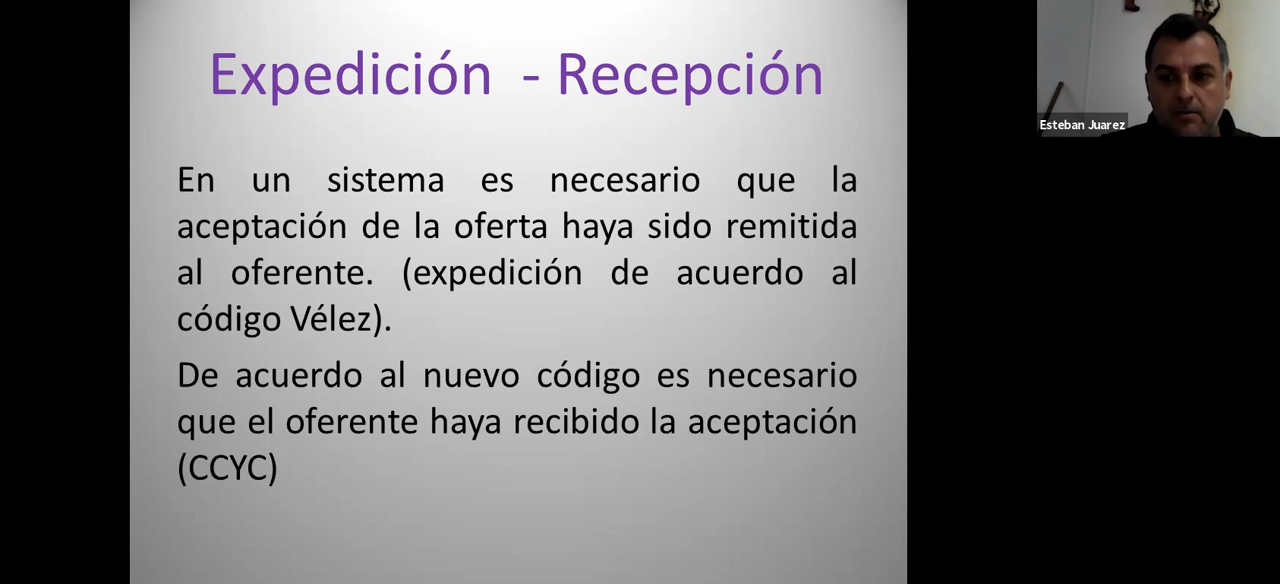 Expedición - Recepción
En un sistema es necesario que la
aceptación de la oferta haya sido remitida
al oferente. (expedición de acuerdo al
código Vélez).
De acuerdo al nuevo código es necesario
que el oferente haya recibido la aceptación
(CCYC)
Esteban Juarez